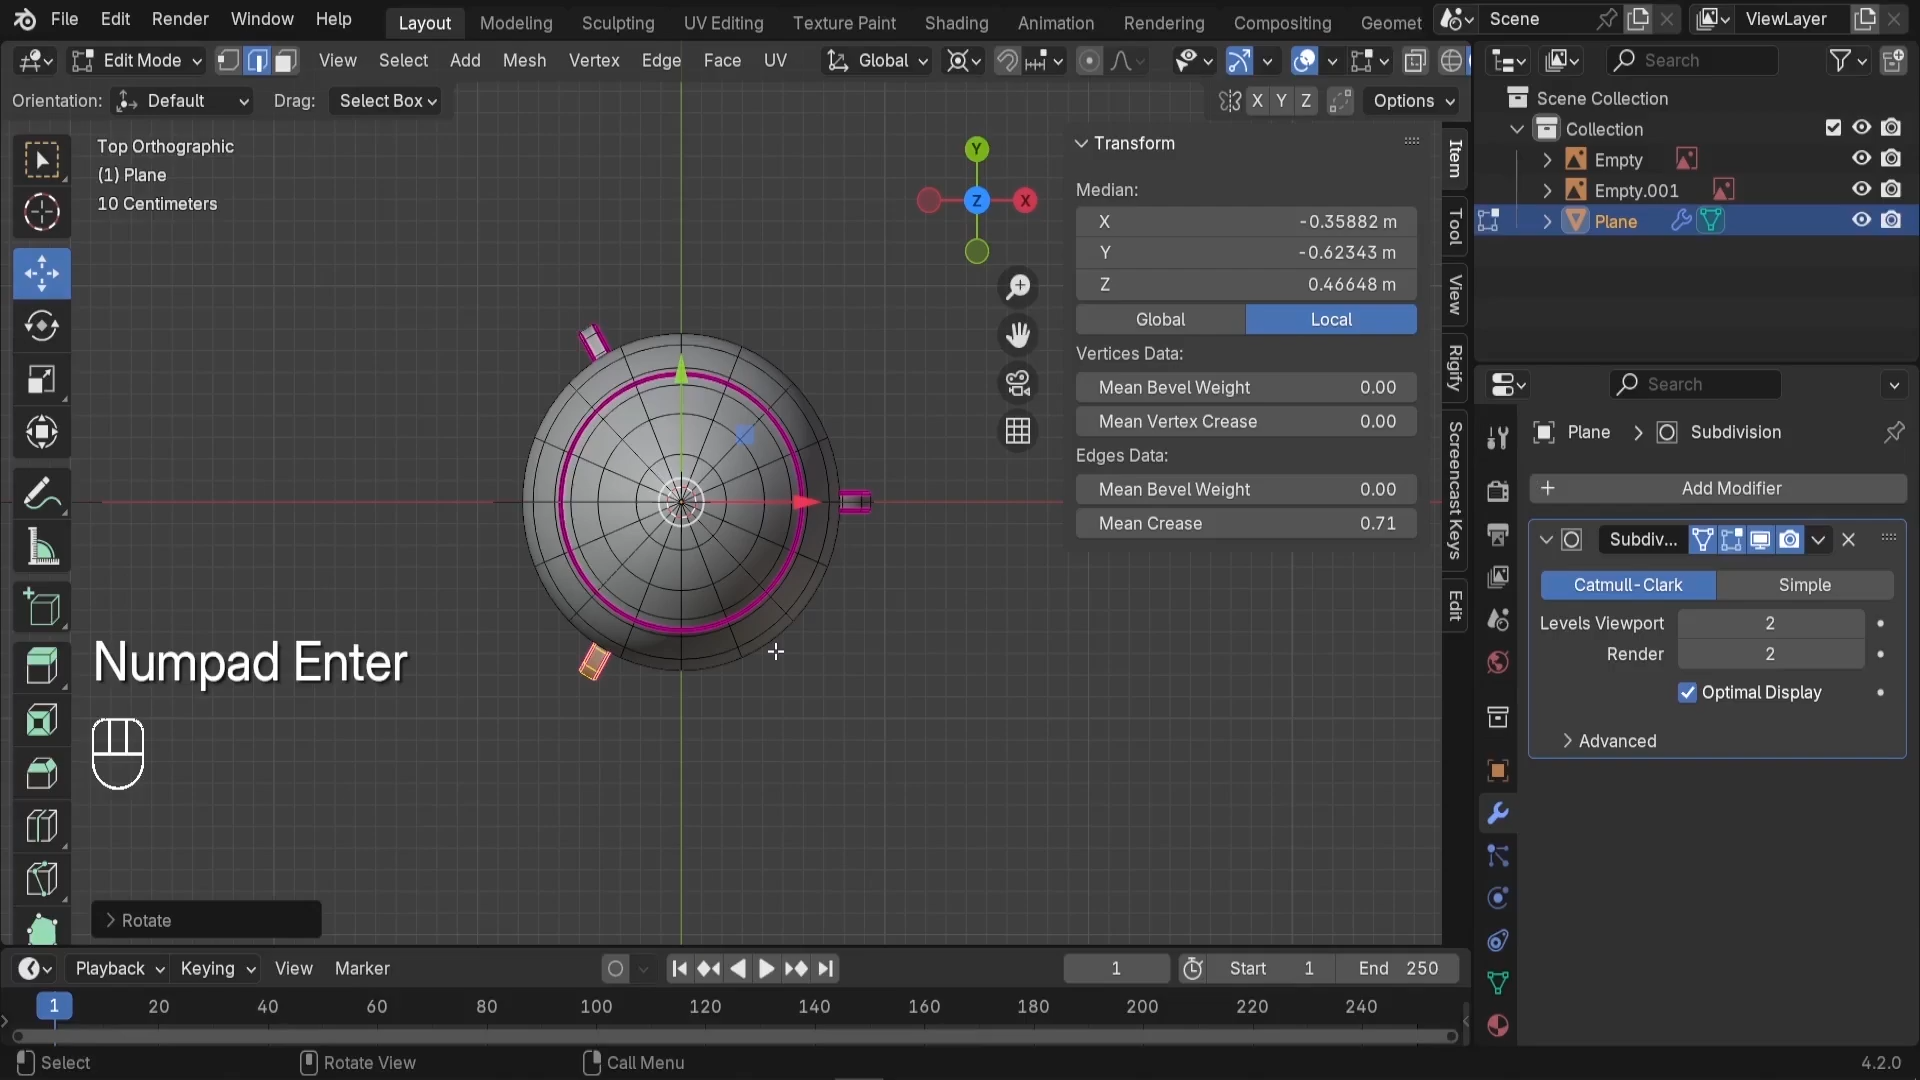 File Edit Render Window Help Layout Modeling Sculpting UV Editing Texture Paint Shading Animation Rendering Compositing Geomet Scene ViewLayer
Edit Mode View Select Add Mesh Vertex Edge Face UV Global Search
Orientation: Default Drag: Select Box X Y Z Options
Scene Collection
Collection
Empty
Empty.001
Plane
Top Orthographic
(1) Plane
10 Centimeters
Y
Z
X
Transform
Median:
X -0.35882 m
Y -0.62343 m
Z 0.46648 m
Global Local
Vertices Data:
Mean Bevel Weight 0.00
Mean Vertex Crease 0.00
Edges Data:
Mean Bevel Weight 0.00
Mean Crease 0.71
Item
Tool
View
Rigify
Screencast Keys
Edit
Search
Plane Subdivision
Add Modifier
Subdiv...
Catmull-Clark Simple
Levels Viewport 2
Render 2
Optimal Display
Advanced
Numpad Enter
Rotate
Playback Keying View Marker 1 Start 1 End 250
1 20 40 60 80 100 120 140 160 180 200 220 240
Select Rotate View Call Menu 4.2.0